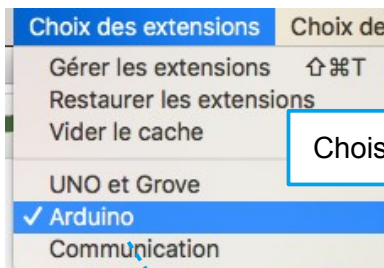 Choix des extensions Choix de
Gérer les extensions ⇧⌘T
Restaurer les extensions
Vider le cache
Chois
UNO et Grove
✓ Arduino
Communication